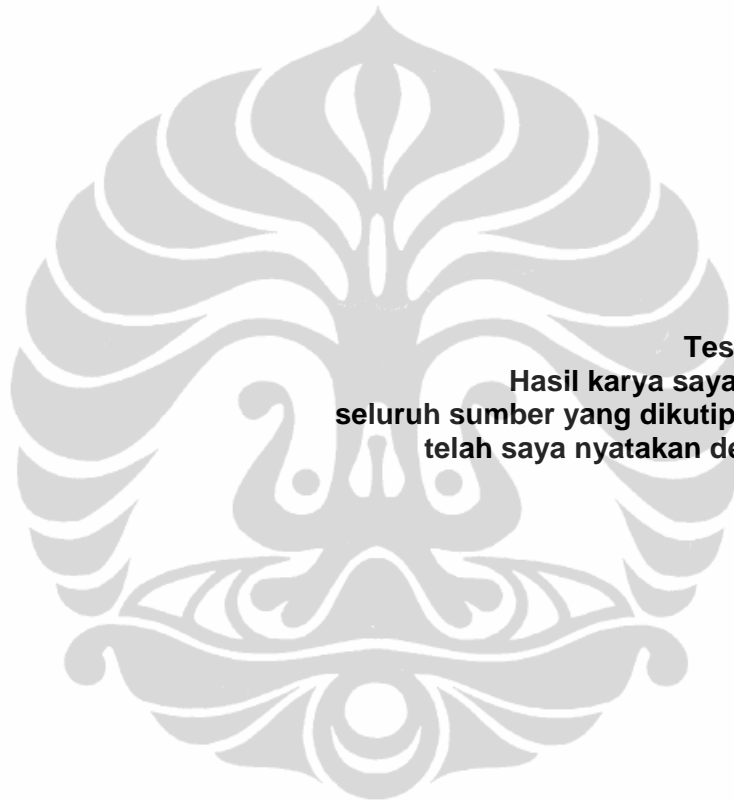 Tes
Hasil karya saya
seluruh sumber yang dikutip
telah saya nyatakan de